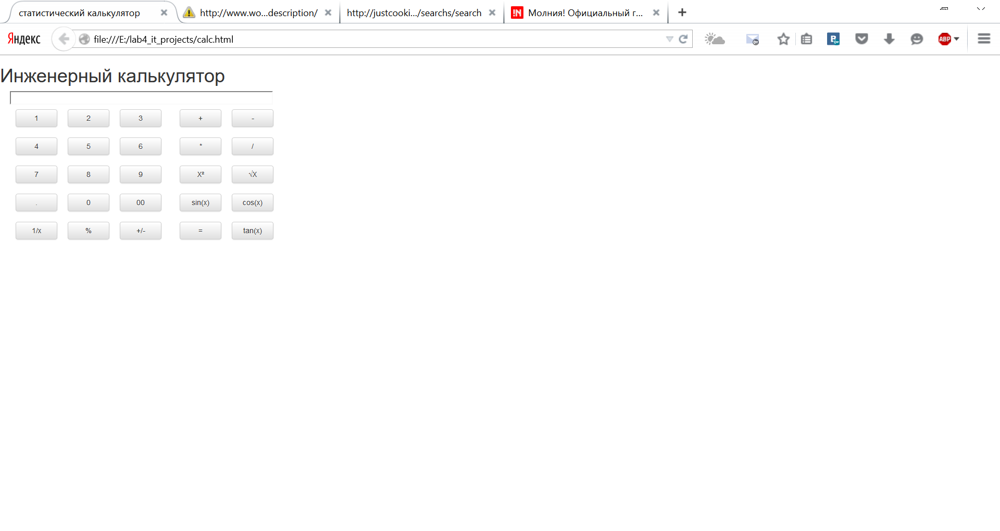 статистический калькулятор
http://www.wo...description/
http://justcooki.../searchs/search
Молния! Официальный г...
Яндекс
file:///E:/lab4_it_projects/calc.html
ABP
Инженерный калькулятор
1 2 3 + -
4 5 6 * /
7 8 9 X² √X
. 0 00 sin(x) cos(x)
1/x % +/- = tan(x)